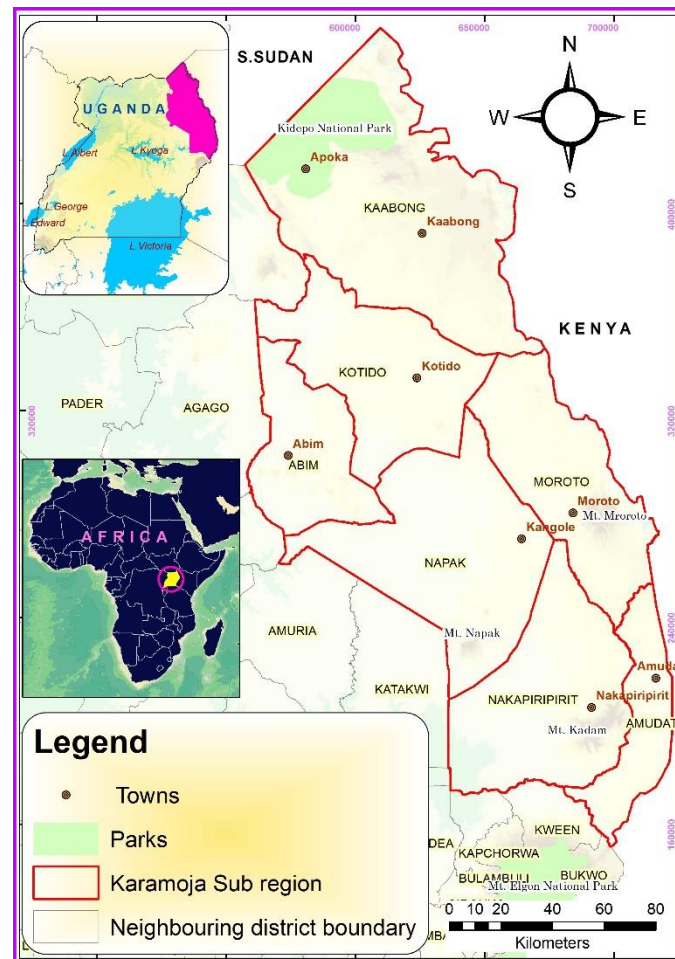 600000
650000
700000
S.SUDAN
N
W
E
S
UGANDA
L.Albert
L.Kyoga
L.George
L.Victoria
Kidepo National Park
Apoka
KAABONG
Kaabong
400000
KENYA
KOTIDO
Kotido
PADER
AGAGO
320000
320000
Abim
ABIM
MOROTO
Moroto
Mt. Mroroto
Kangole
AFRICA
NAPAK
AMURIA
Mt. Napak
240000
KATAKWI
Amuda
NAKAPIRIPIRIT
Nakapiripirit
Mt. Kadam
AMUDAT
Legend
Towns
Parks
Karamoja Sub region
Neighbouring district boundary
160000
KWEEN
DEA
KAPCHORWA
BULAMBULI
BUKWO
Mt. Elgon National Park
MBA
0 10 20 40 60 80
Kilometers